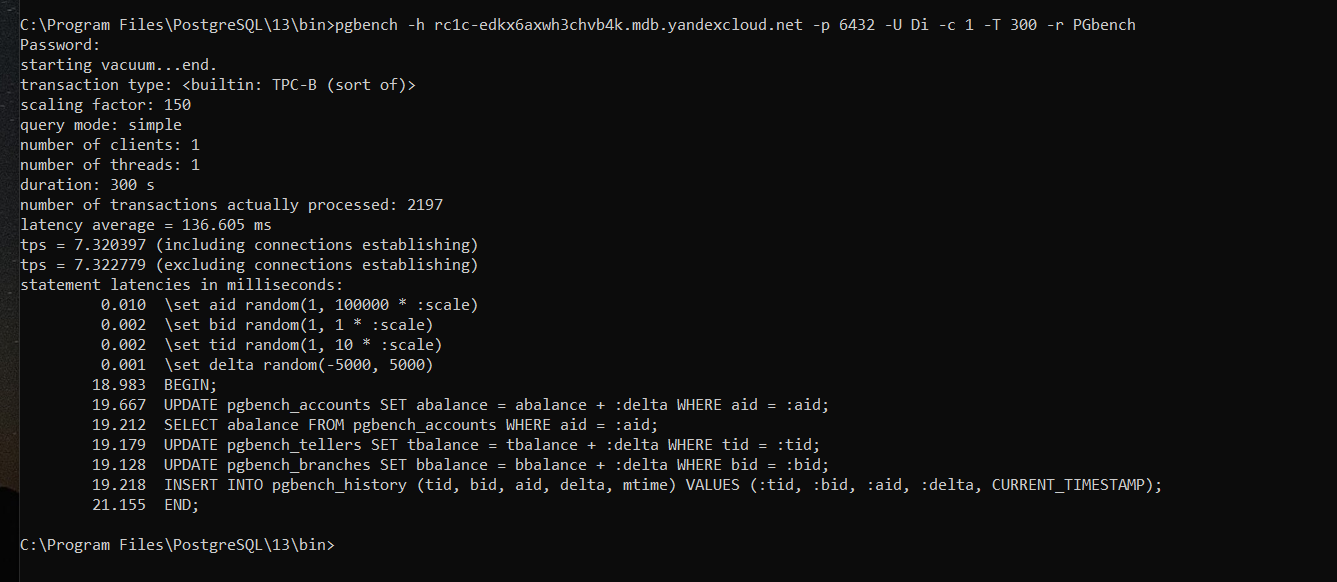 C:\Program Files\PostgreSQL\13\bin>pgbench -h rc1c-edkx6axwh3chvb4k.mdb.yandexcloud.net -p 6432 -U Di -c 1 -T 300 -r PGbench
Password:
starting vacuum...end.
transaction type: <builtin: TPC-B (sort of)>
scaling factor: 150
query mode: simple
number of clients: 1
number of threads: 1
duration: 300 s
number of transactions actually processed: 2197
latency average = 136.605 ms
tps = 7.320397 (including connections establishing)
tps = 7.322779 (excluding connections establishing)
statement latencies in milliseconds:
         0.010  \set aid random(1, 100000 * :scale)
         0.002  \set bid random(1, 1 * :scale)
         0.002  \set tid random(1, 10 * :scale)
         0.001  \set delta random(-5000, 5000)
        18.983  BEGIN;
        19.667  UPDATE pgbench_accounts SET abalance = abalance + :delta WHERE aid = :aid;
        19.212  SELECT abalance FROM pgbench_accounts WHERE aid = :aid;
        19.179  UPDATE pgbench_tellers SET tbalance = tbalance + :delta WHERE tid = :tid;
        19.128  UPDATE pgbench_branches SET bbalance = bbalance + :delta WHERE bid = :bid;
        19.218  INSERT INTO pgbench_history (tid, bid, aid, delta, mtime) VALUES (:tid, :bid, :aid, :delta, CURRENT_TIMESTAMP);
        21.155  END;
C:\Program Files\PostgreSQL\13\bin>